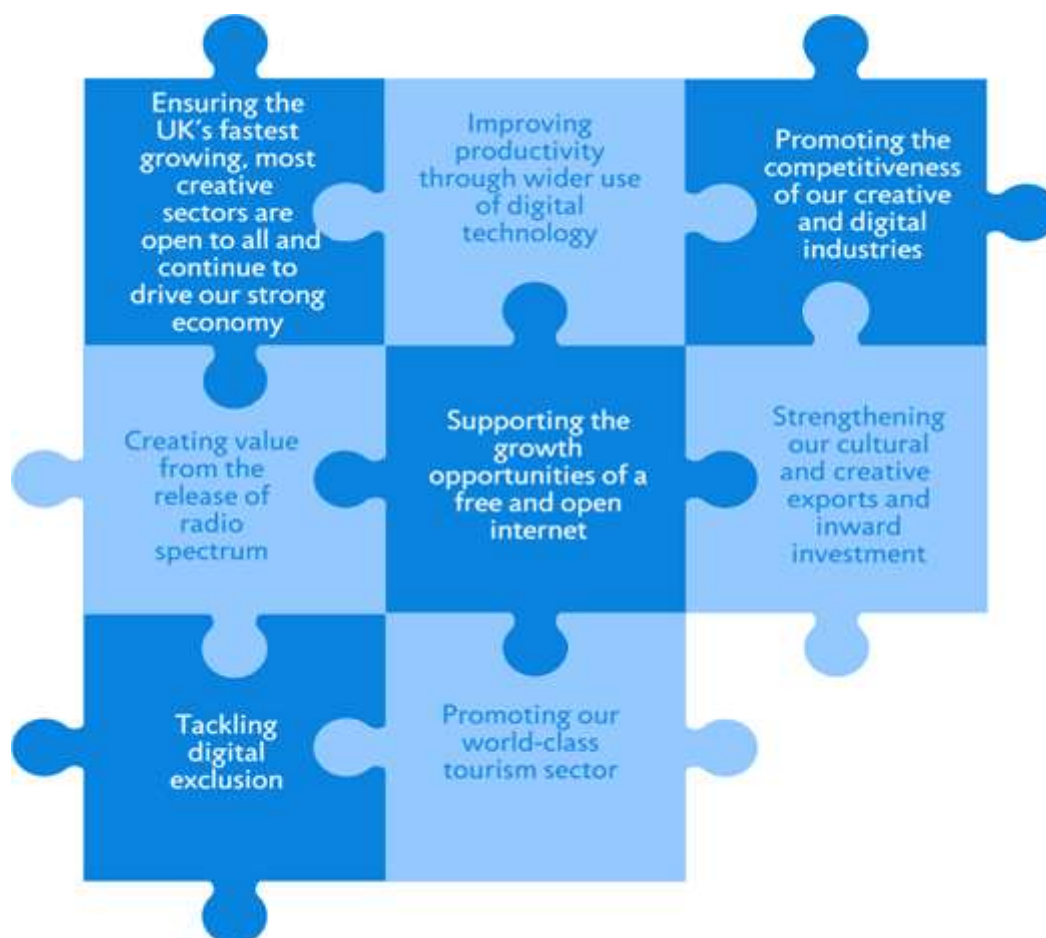 Ensuring the
UK's fastest
growing, most
creative
sectors are
open to all and
continue to
drive our strong
economy
Improving
productivity
through wider use
of digital
technology
Promoting the
competitiveness
of our creative
and digital
industries
Creating value
from the
release of
radio
spectrum
Supporting the
growth
opportunities of a
free and open
internet
Strengthening
our cultural
and creative
exports and
inward
investment
Tackling
digital
exclusion
Promoting our
world-class
tourism sector